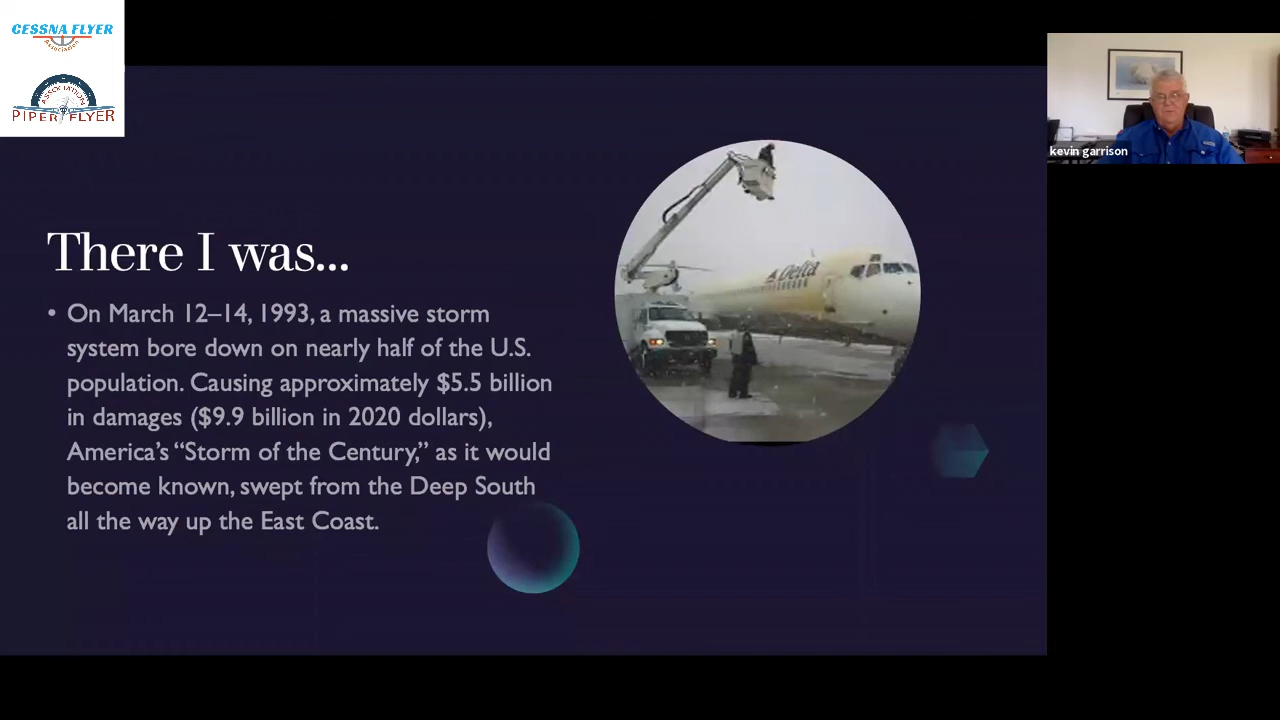 CESSNA FLYER
Association
ASSOCIATION
PIPER FLYER
kevin garrison
Delta
There I was...
• On March 12–14, 1993, a massive storm
system bore down on nearly half of the U.S.
population. Causing approximately $5.5 billion
in damages ($9.9 billion in 2020 dollars),
America’s “Storm of the Century,” as it would
become known, swept from the Deep South
all the way up the East Coast.